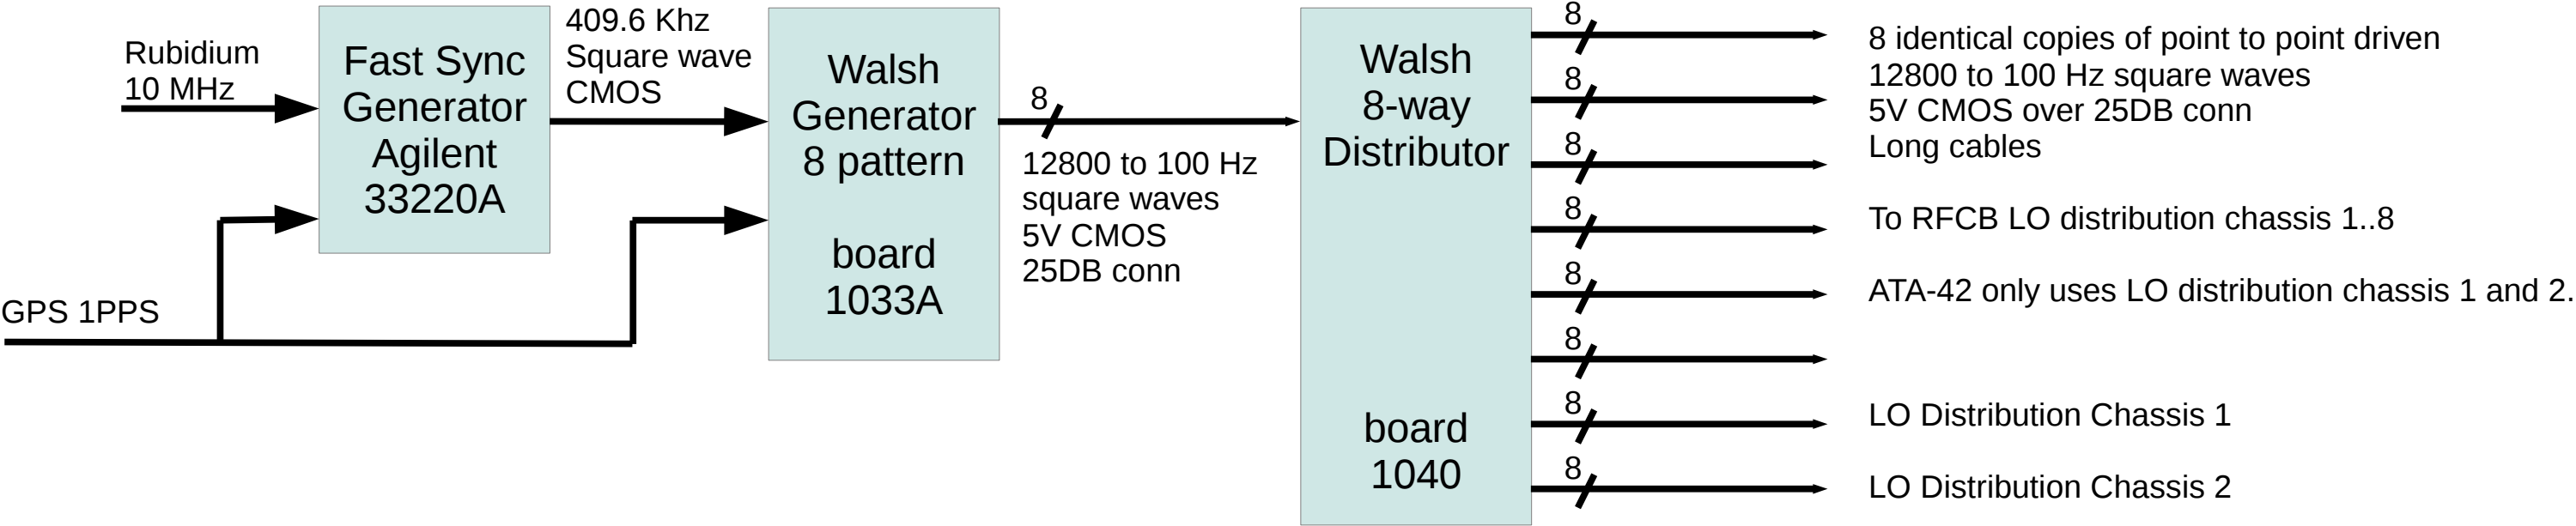 Rubidium
10 MHz
GPS 1PPS
Fast Sync
Generator
Agilent
33220A
409.6 Khz
Square wave
CMOS
Walsh
Generator
8 pattern
board
1033A
8
12800 to 100 Hz
square waves
5V CMOS
25DB conn
Walsh
8-way
Distributor
board
1040
8
8
8
8
8
8
8
8
8 identical copies of point to point driven
12800 to 100 Hz square waves
5V CMOS over 25DB conn
Long cables
To RFCB LO distribution chassis 1..8
ATA-42 only uses LO distribution chassis 1 and 2.
LO Distribution Chassis 1
LO Distribution Chassis 2